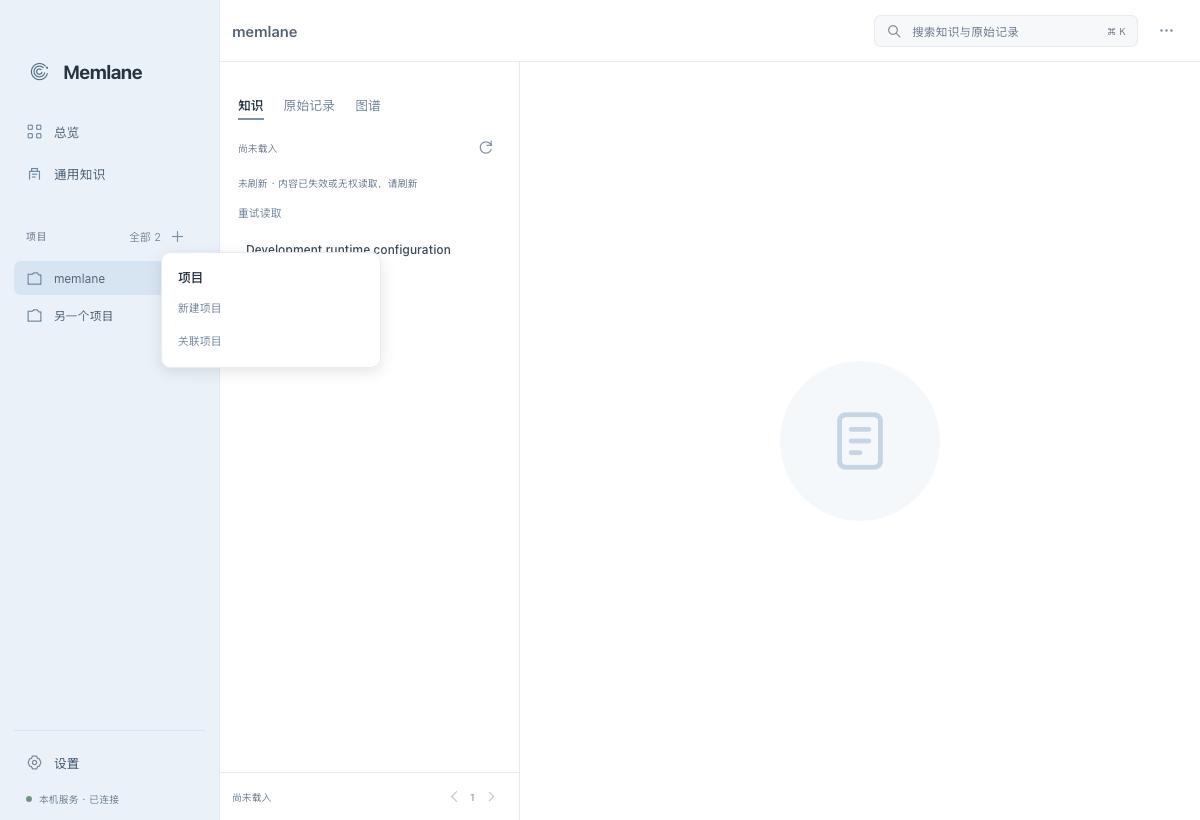 memlane
搜索知识与原始记录
⌘ K
Memlane
总览
通用知识
项目
全部 2
memlane
另一个项目
设置
本机服务 · 已连接
知识
原始记录
图谱
尚未载入
未刷新 · 内容已失效或无权读取，请刷新
重试读取
Development runtime configuration
项目
新建项目
关联项目
尚未载入
1